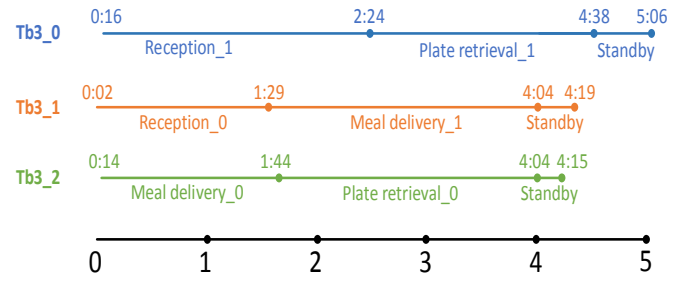 0:16 2:24 4:38 5:06
Tb3_0
Reception_1 Plate retrieval_1 Standby
0:02 1:29 4:04 4:19
Tb3_1
Reception_0 Meal delivery_1 Standby
0:14 1:44 4:04 4:15
Tb3_2
Meal delivery_0 Plate retrieval_0 Standby
0 1 2 3 4 5